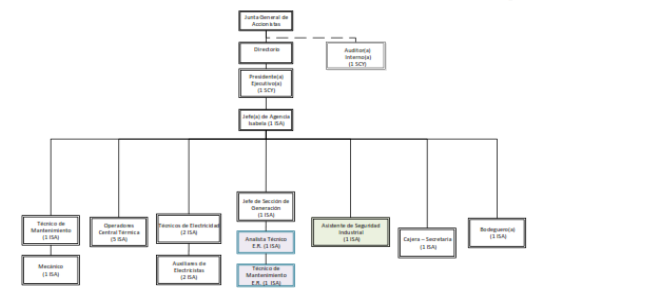 Junta General de
Accionistas
Directorio
Auditor(a)
Interno(a)
(1 SCY)
Presidente(a)
Ejecutivo(a)
(1 SCY)
Jefe(a) de Agencia
Isabela (1 ISA)
Técnico de
Mantenimiento
(1 ISA)
Operadores
Central Térmica
(5 ISA)
Técnicos de Electricidad
(2 ISA)
Jefe de Sección de
Generación
(1 ISA)
Asistente de Seguridad
Industrial
(1 ISA)
Cajera – Secretaria
(1 ISA)
Bodeguero(a)
(1 ISA)
Mecánico
(1 ISA)
Auxiliares de
Electricidas
(2 ISA)
Analista Técnico
E.R. (1 ISA)
Técnico de
Mantenimiento
E.R. (1 ISA)